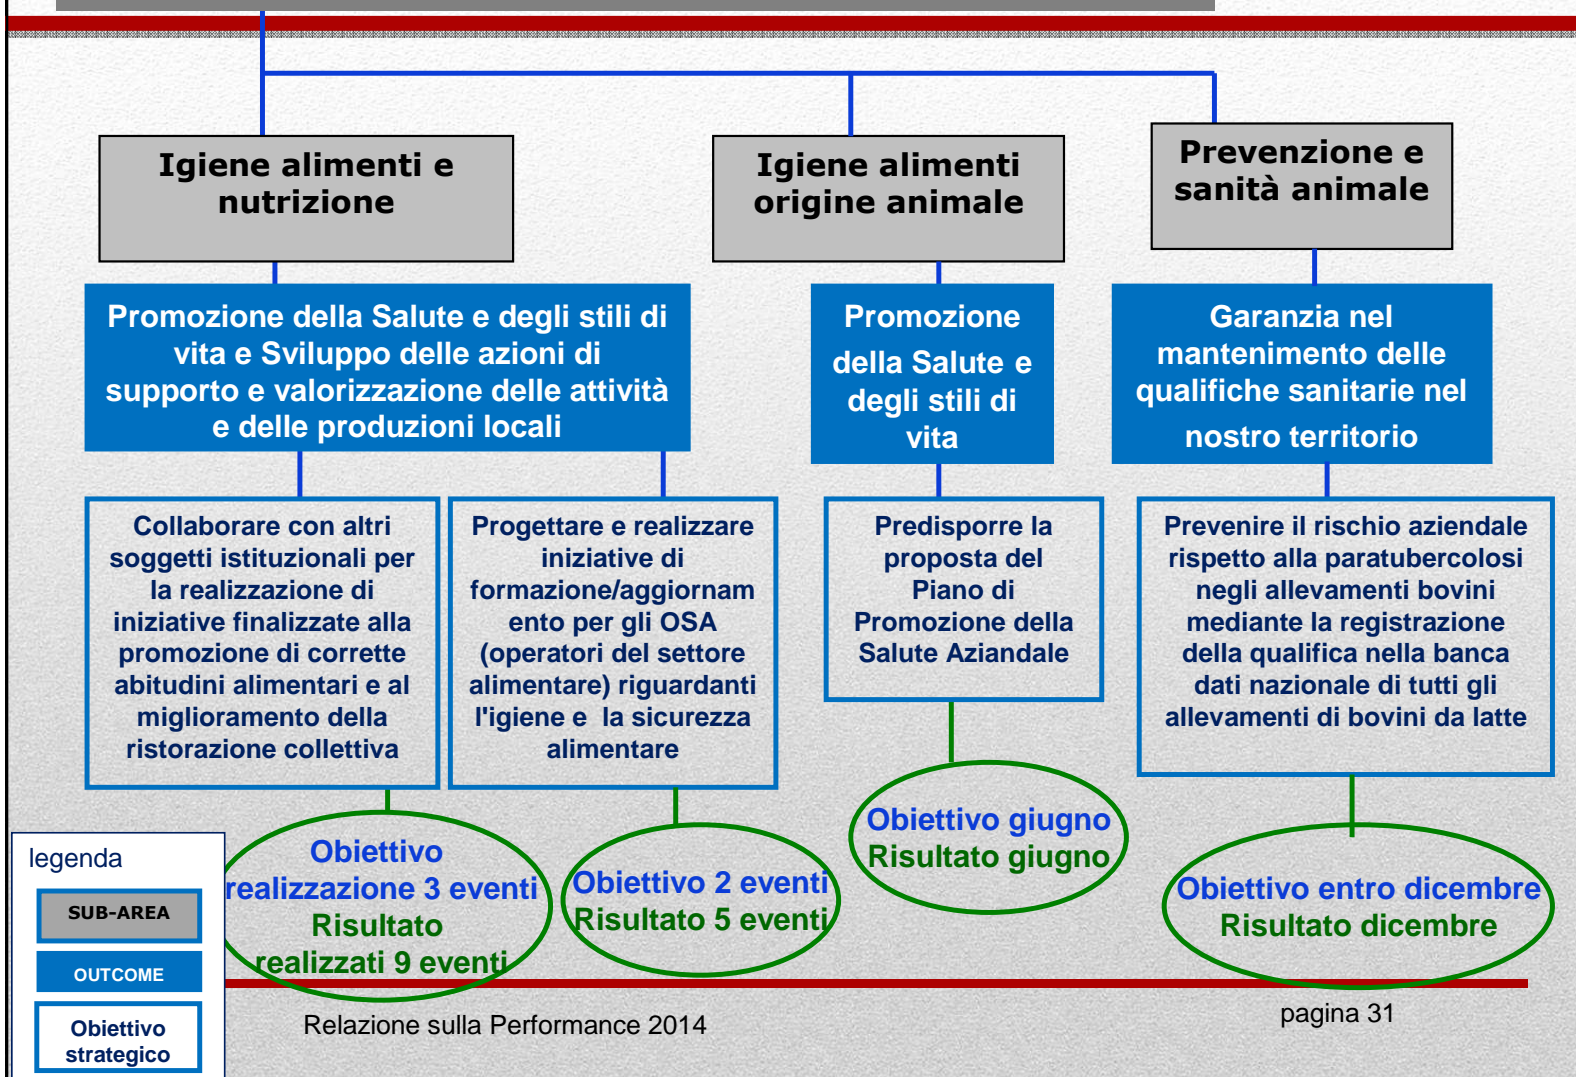 Igiene alimenti e
nutrizione
Igiene alimenti
origine animale
Prevenzione e
sanità animale
Promozione della Salute e degli stili di
vita e Sviluppo delle azioni di
supporto e valorizzazione delle attività
e delle produzioni locali
Promozione
della Salute e
degli stili di
vita
Garanzia nel
mantenimento delle
qualifiche sanitarie nel
nostro territorio
Collaborare con altri
soggetti istituzionali per
la realizzazione di
iniziative finalizzate alla
promozione di corrette
abitudini alimentari e al
miglioramento della
ristorazione collettiva
Progettare e realizzare
iniziative di
formazione/aggiornam
ento per gli OSA
(operatori del settore
alimentare) riguardanti
l'igiene e la sicurezza
alimentare
Predisporre la
proposta del
Piano di
Promozione della
Salute Aziandale
Prevenire il rischio aziendale
rispetto alla paratubercolosi
negli allevamenti bovini
mediante la registrazione
della qualifica nella banca
dati nazionale di tutti gli
allevamenti di bovini da latte
Obiettivo
realizzazione 3 eventi
Risultato
realizzati 9 eventi
Obiettivo 2 eventi
Risultato 5 eventi
Obiettivo giugno
Risultato giugno
Obiettivo entro dicembre
Risultato dicembre
legenda
SUB-AREA
OUTCOME
Obiettivo
strategico
Relazione sulla Performance 2014
pagina 31